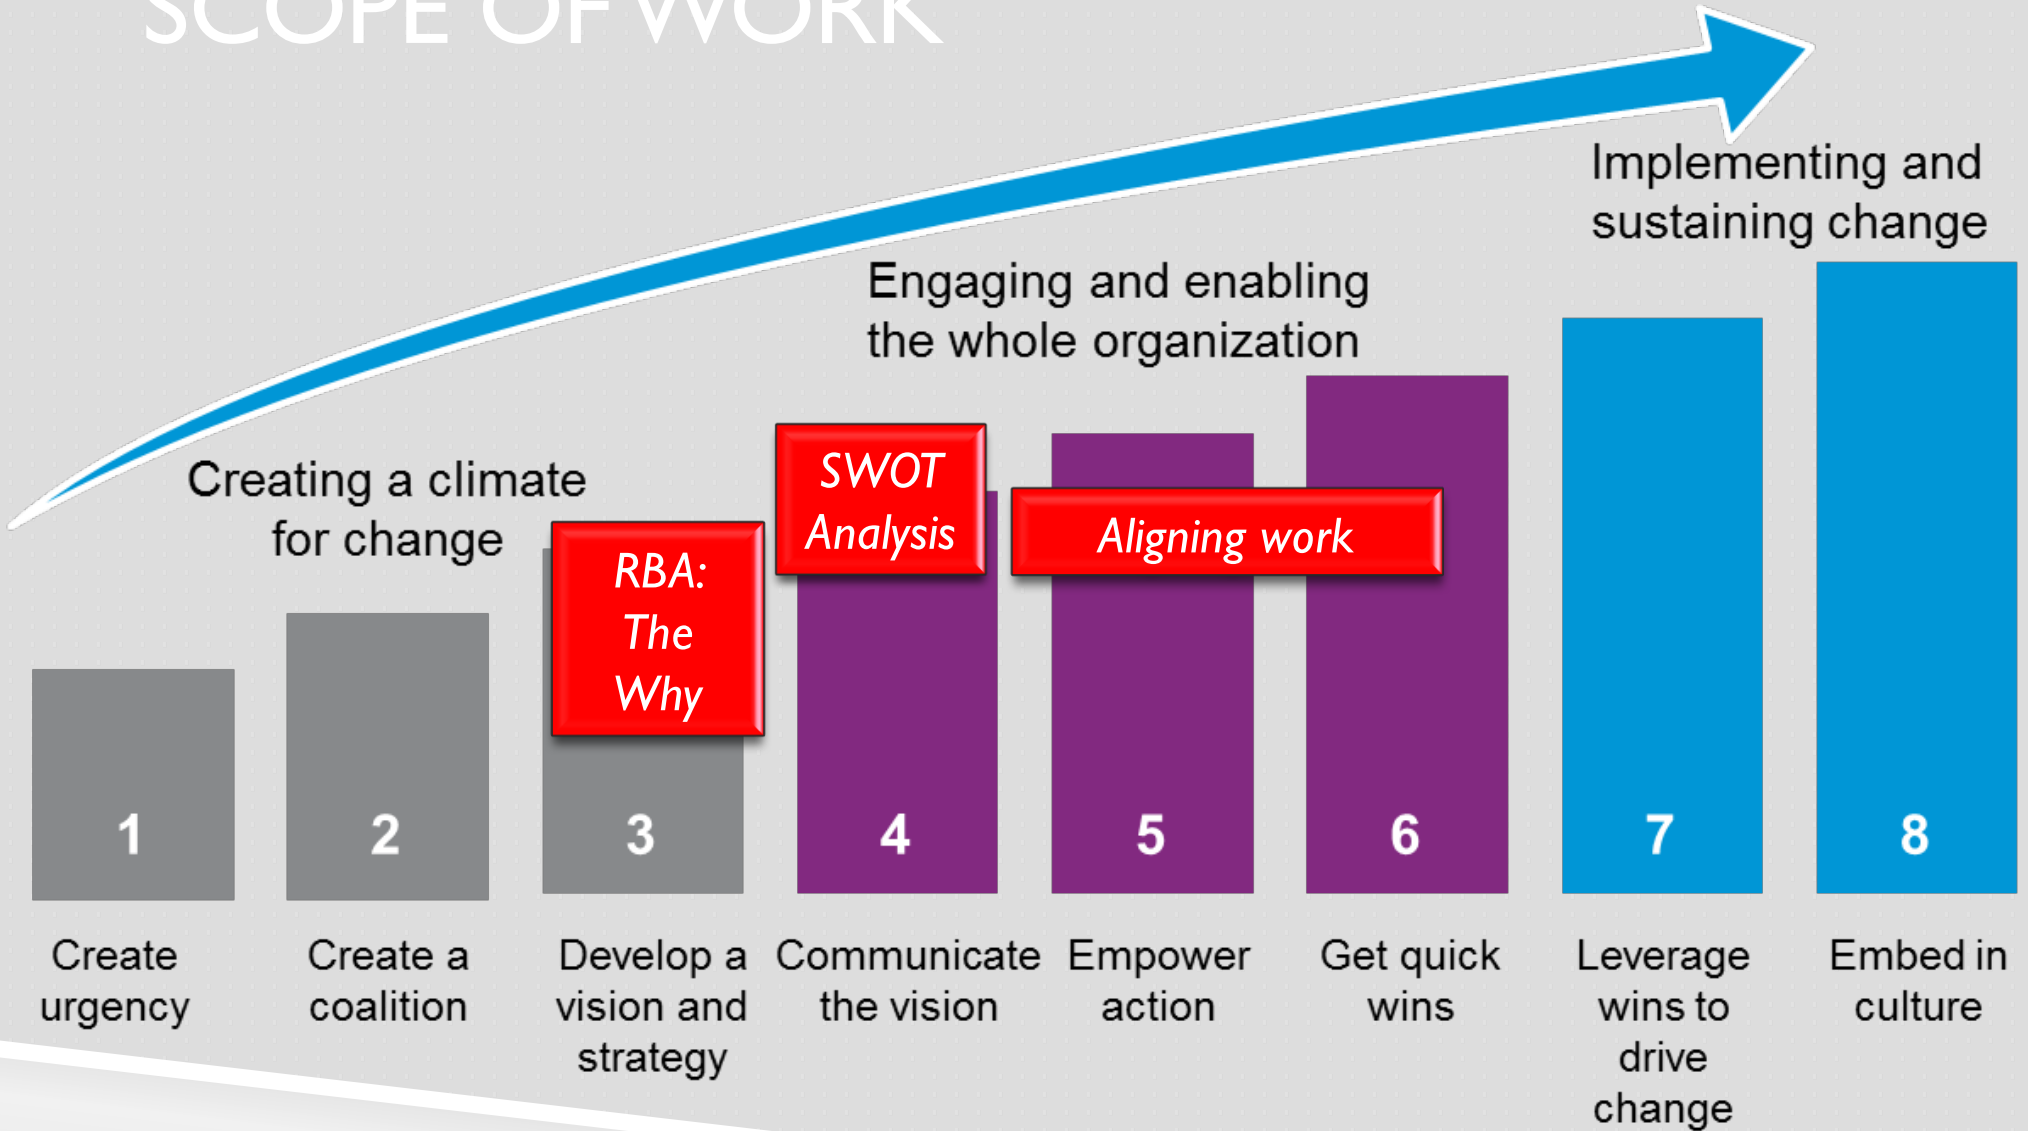 SCOPE OF WORK
Implementing and
sustaining change
Engaging and enabling
the whole organization
Creating a climate
for change
SWOT
Analysis
Aligning work
RBA:
The
Why
1
2
3
4
5
6
7
8
Create
urgency
Create a
coalition
Develop a
vision and
strategy
Communicate
the vision
Empower
action
Get quick
wins
Leverage
wins to
drive
change
Embed in
culture